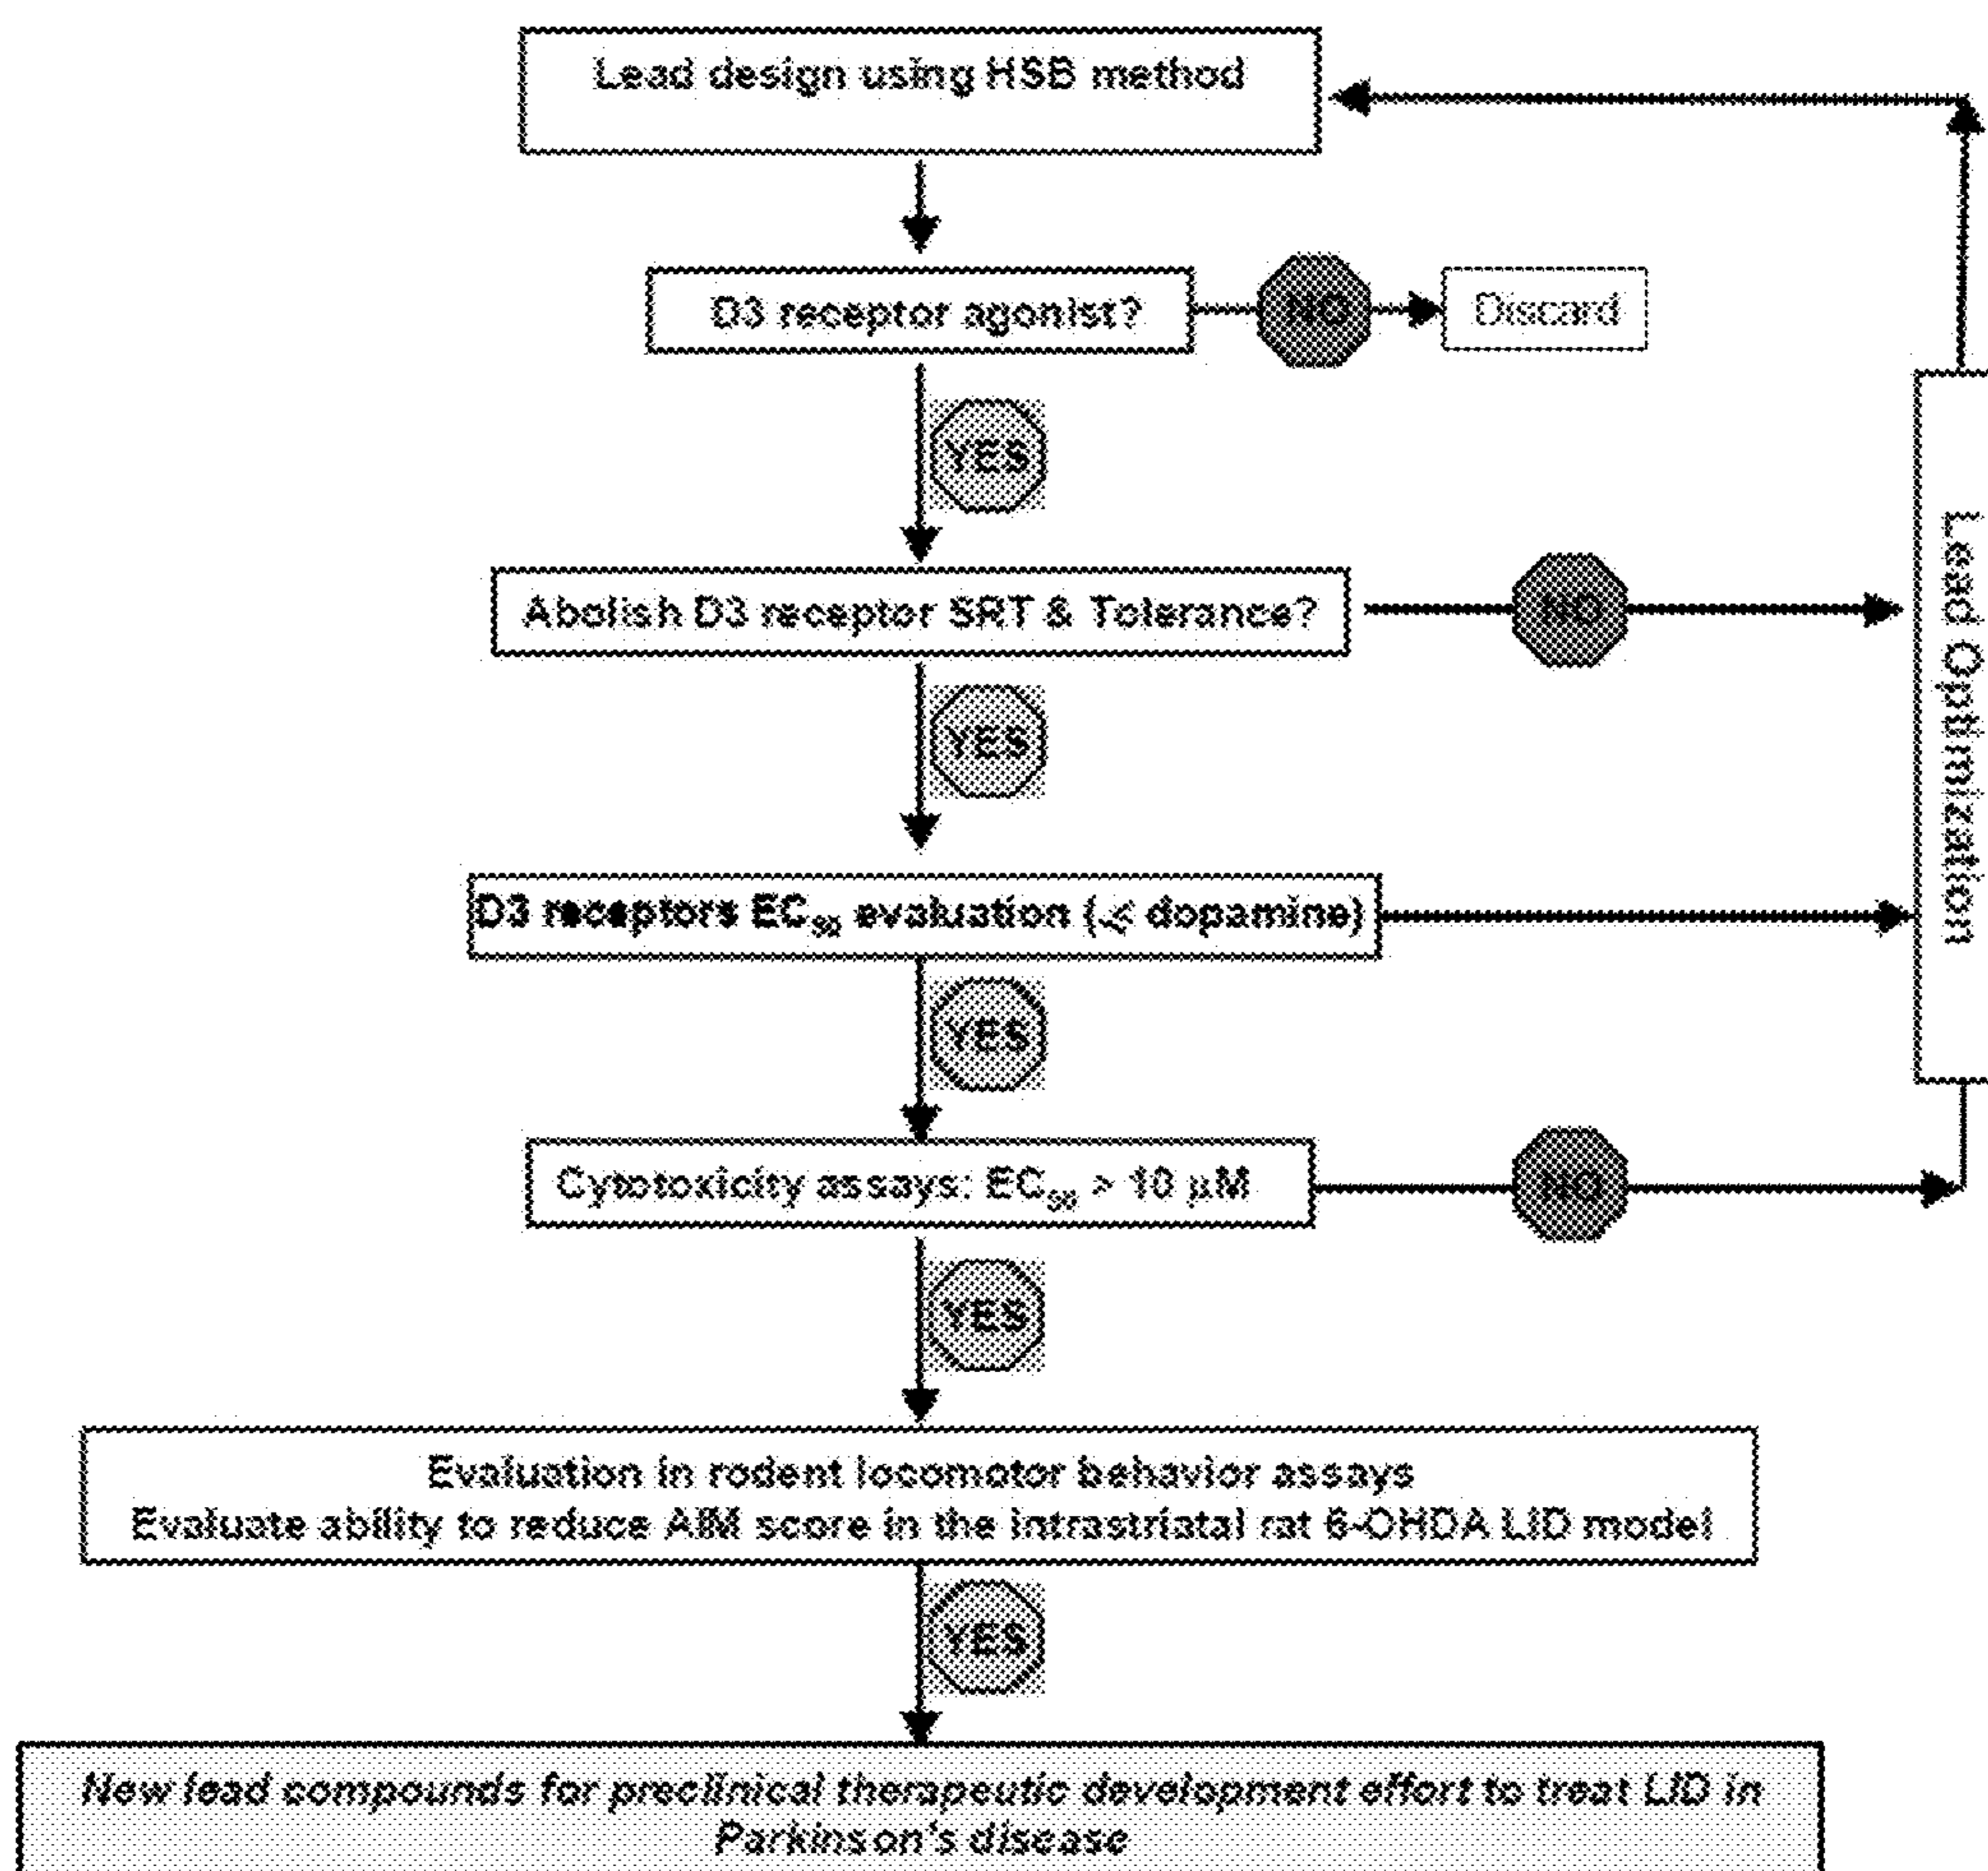 Lead design using HSB method
D3 receptor agonist?
NO
Discard
YES
Abolish D3 receptor SRT & Tolerance?
NO
Lead Optimization
YES
D3 receptors EC50 evaluation (≤ dopamine)
YES
Cytotoxicity assays: EC50 > 10 µM
NO
YES
Evaluation in rodent locomotor behavior assays
Evaluate ability to reduce AIM score in the intrastriatal rat 6-OHDA LID model
YES
New lead compounds for preclinical therapeutic development effort to treat LID in
Parkinson's disease